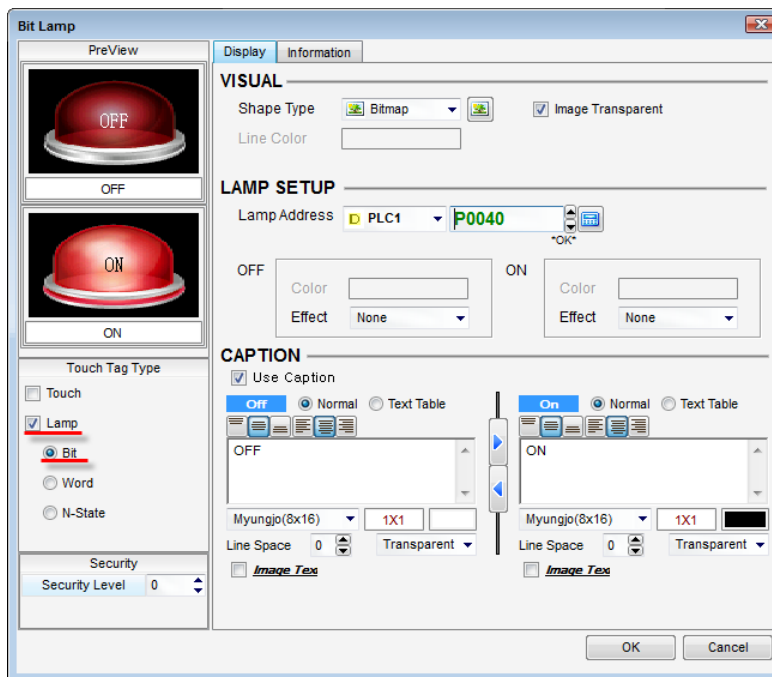 Bit Lamp
PreView
OFF
OFF
ON
ON
Touch Tag Type
Touch
Lamp
Bit
Word
N-State
Security
Security Level 0
Display Information
VISUAL
Shape Type Bitmap Image Transparent
Line Color
LAMP SETUP
Lamp Address D PLC1 P0040
*OK*
OFF ON
Color Color
Effect None Effect None
CAPTION
Use Caption
Off Normal Text Table On Normal Text Table
OFF ON
Myungjo(8x16) 1X1 Myungjo(8x16) 1X1
Line Space 0 Transparent Line Space 0 Transparent
Image Tex Image Tex
OK Cancel